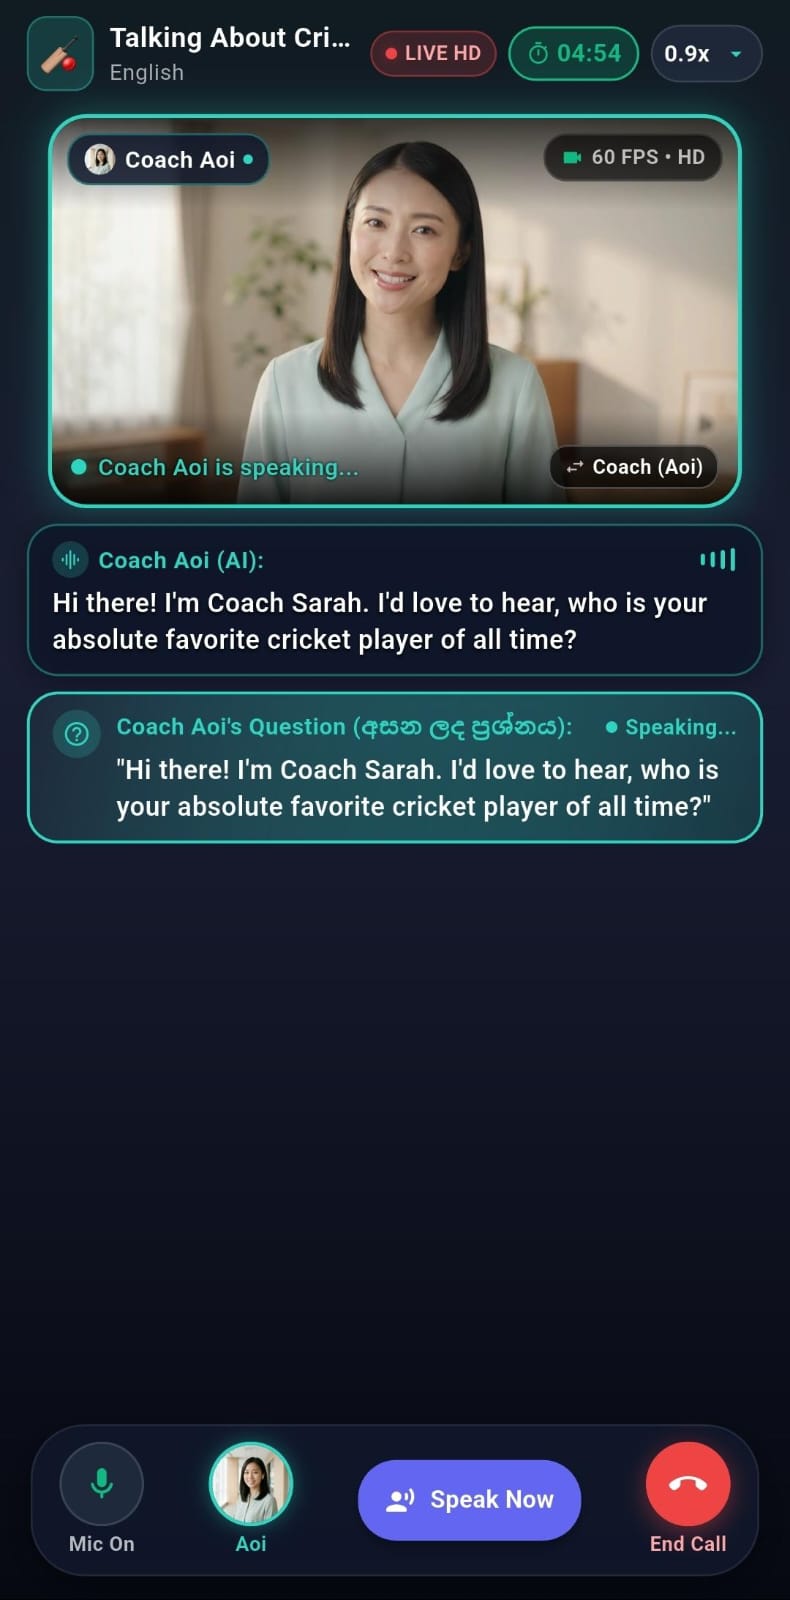 Talking About Cri...
English
LIVE HD
04:54
0.9x
Coach Aoi
60 FPS • HD
Coach Aoi is speaking...
Coach (Aoi)
Coach Aoi (AI):
Hi there! I'm Coach Sarah. I'd love to hear, who is your
absolute favorite cricket player of all time?
Coach Aoi's Question (අසන ලද ප්‍රශ්නය):
Speaking...
"Hi there! I'm Coach Sarah. I'd love to hear, who is
your absolute favorite cricket player of all time?"
Mic On
Aoi
Speak Now
End Call